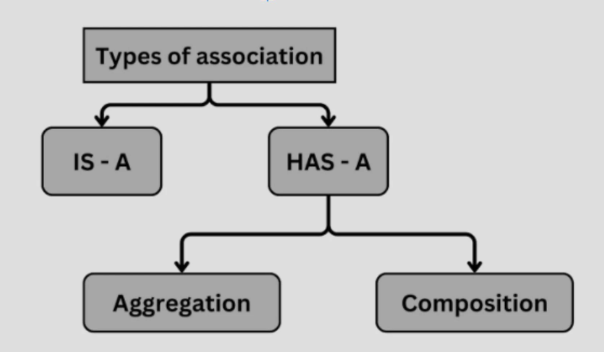 Types of association
IS - A
HAS - A
Aggregation
Composition